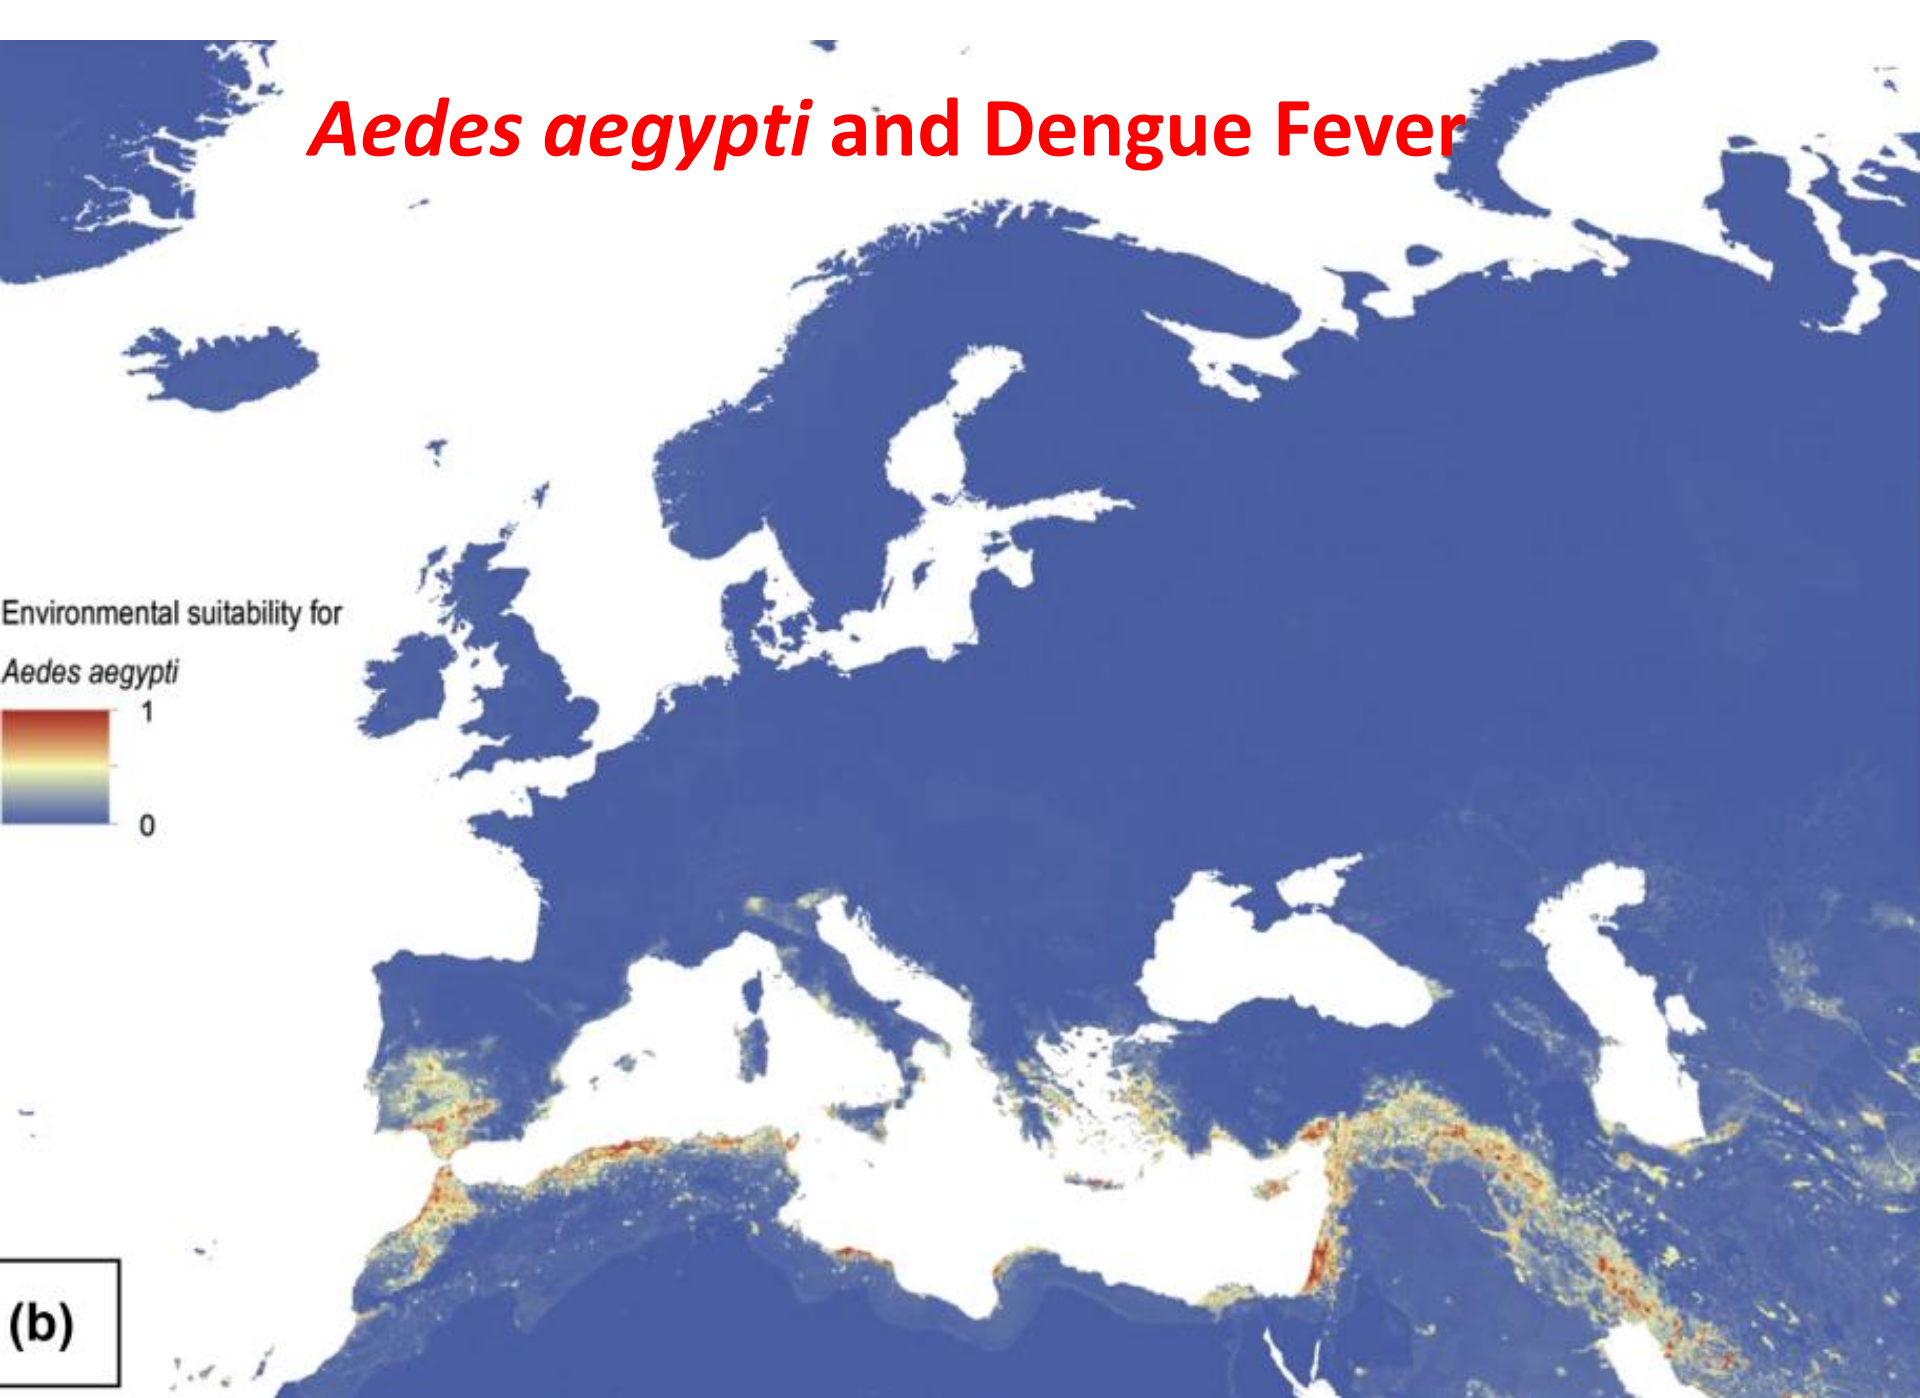 Aedes aegypti and Dengue Fever
Environmental suitability for
Aedes aegypti
1
0
(b)